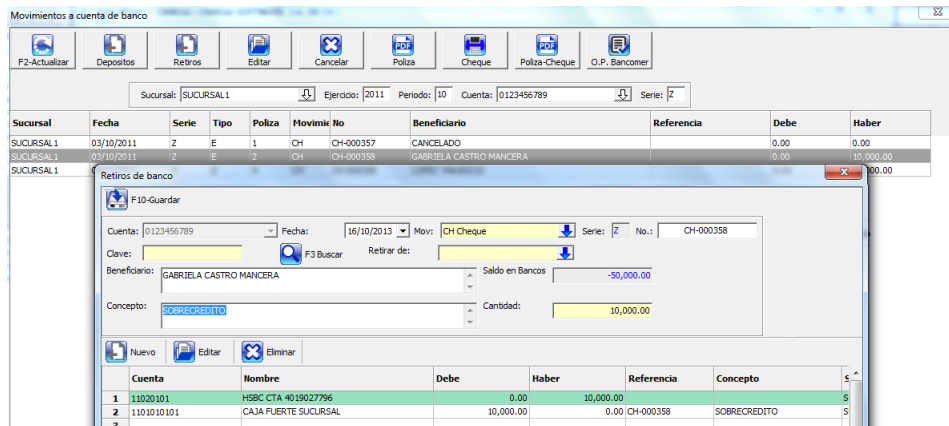 Movimientos a cuenta de banco
F2-Actualizar Depositos Retiros Editar Cancelar Poliza Cheque Poliza-Cheque O.P. Bancomer
Sucursal: SUCURSAL1 Ejercicio: 2011 Periodo: 10 Cuenta: 0123456789 Serie: Z
Sucursal Fecha Serie Tipo Poliza Movimie No Beneficiario Referencia Debe Haber
SUCURSAL1 03/10/2011 Z E 1 CH CH-000357 CANCELADO 0.00 0.00
SUCURSAL1 03/10/2011 Z E 2 CH CH-000358 GABRIELA CASTRO MANCERA 0.00 10,000.00
SUCURSAL1
Retiros de banco
F10-Guardar
Cuenta: 0123456789 Fecha: 16/10/2013 Mov: CH Cheque Serie: Z No.: CH-000358
Clave: F3 Buscar Retirar de:
Beneficiario: GABRIELA CASTRO MANCERA Saldo en Bancos -50,000.00
Concepto: SOBRECREDITO Cantidad: 10,000.00
Nuevo Editar Eliminar
Cuenta Nombre Debe Haber Referencia Concepto S
1 11020101 HSBC CTA 4019027796 0.00 10,000.00 S
2 1101010101 CAJA FUERTE SUCURSAL 10,000.00 0.00 CH-000358 SOBRECREDITO S